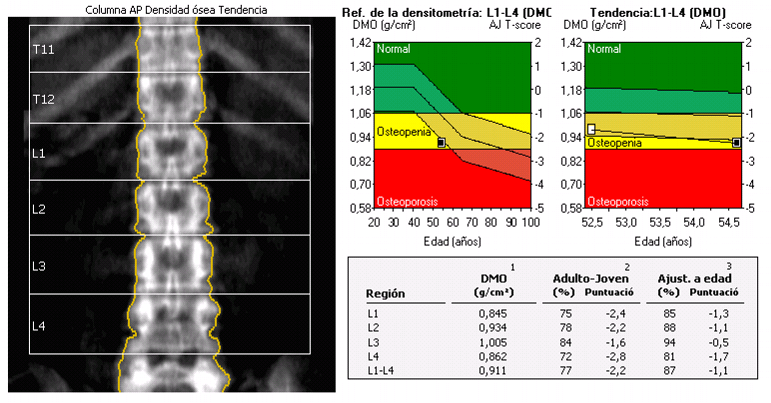 Columna AP Densidad ósea Tendencia
T11
T12
L1
L2
L3
L4
Ref. de la densitometría: L1-L4 (DMC
DMO (g/cm²) AJ T-score
1,42 2
1,30 1
1,18 0
1,06 -1
0,94 -2
0,82 -3
0,70 -4
0,58 -5
Normal
Osteopenia
Osteoporosis
20 30 40 50 60 70 80 90 100
Edad (años)
Tendencia:L1-L4 (DMO)
DMO (g/cm²) AJ T-score
1,42 2
1,30 1
1,18 0
1,06 -1
0,94 -2
0,82 -3
0,70 -4
0,58 -5
Normal
Osteopenia
Osteoporosis
52,5 53,0 53,5 54,0 54,5
Edad (años)
1 2 3
DMO Adulto-Joven Ajust. a edad
Región (g/cm²) (%) Puntuació (%) Puntuació
L1 0,845 75 -2,4 85 -1,3
L2 0,934 78 -2,2 88 -1,1
L3 1,005 84 -1,6 94 -0,5
L4 0,862 72 -2,8 81 -1,7
L1-L4 0,911 77 -2,2 87 -1,1